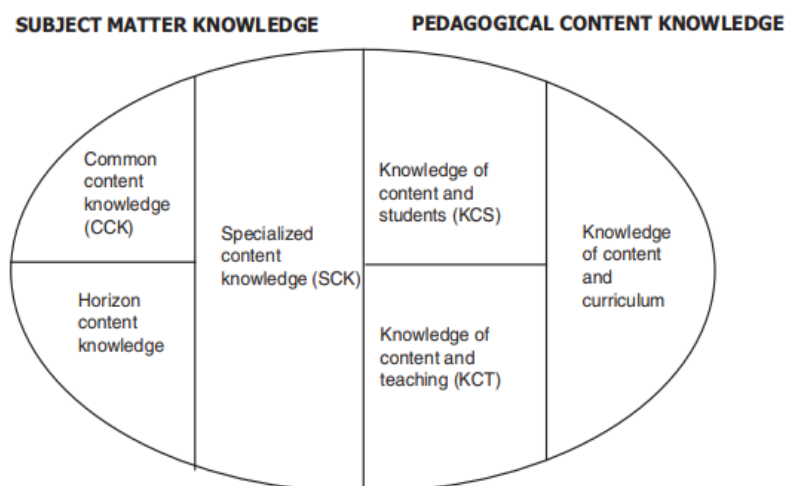 SUBJECT MATTER KNOWLEDGE
PEDAGOGICAL CONTENT KNOWLEDGE
Common
content
knowledge
(CCK)
Horizon
content
knowledge
Specialized
content
knowledge (SCK)
Knowledge of
content and
students (KCS)
Knowledge of
content and
teaching (KCT)
Knowledge
of content
and
curriculum